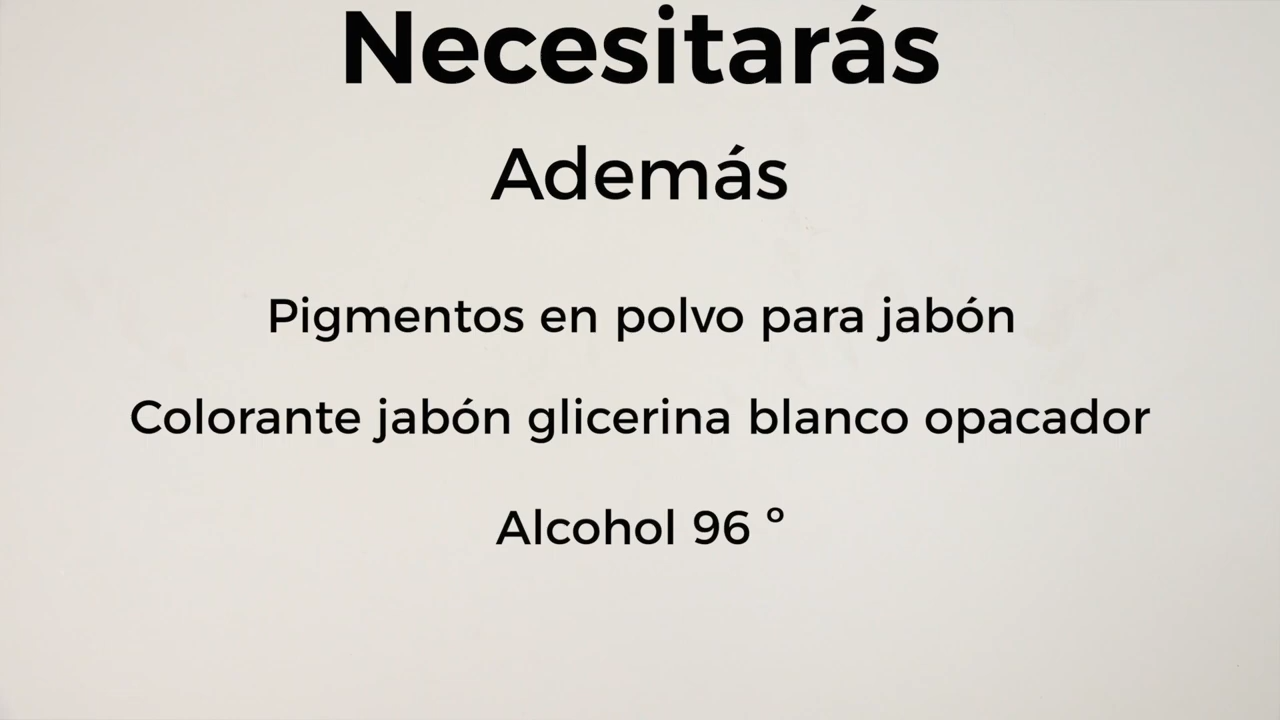 Necesitarás
Además
Pigmentos en polvo para jabón
Colorante jabón glicerina blanco opacador
Alcohol 96 º